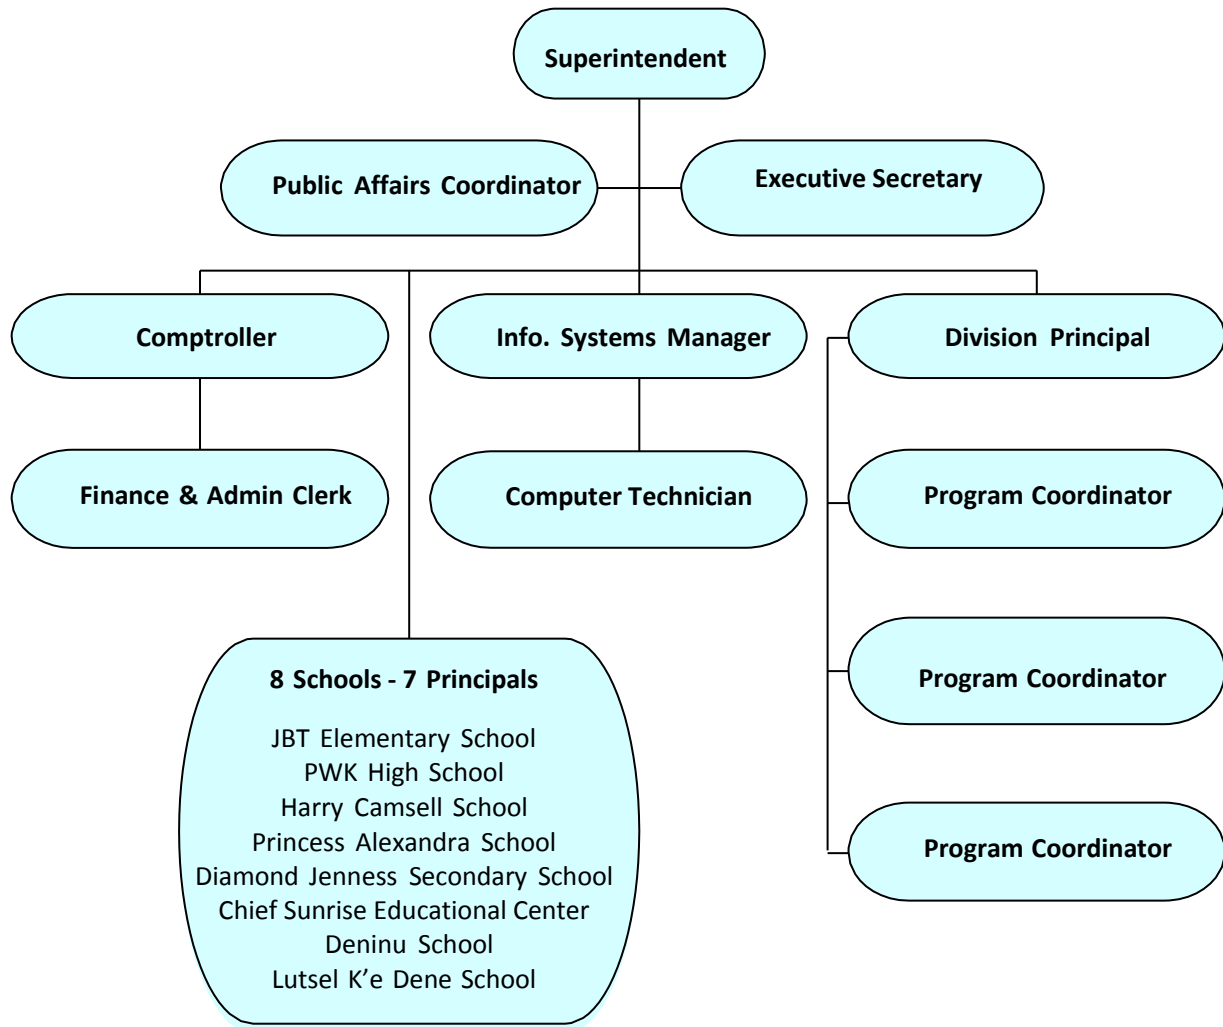 Superintendent
Public Affairs Coordinator
Executive Secretary
Comptroller
Info. Systems Manager
Division Principal
Finance & Admin Clerk
Computer Technician
Program Coordinator
Program Coordinator
Program Coordinator
8 Schools - 7 Principals
JBT Elementary School
PWK High School
Harry Camsell School
Princess Alexandra School
Diamond Jenness Secondary School
Chief Sunrise Educational Center
Deninu School
Lutsel K’e Dene School